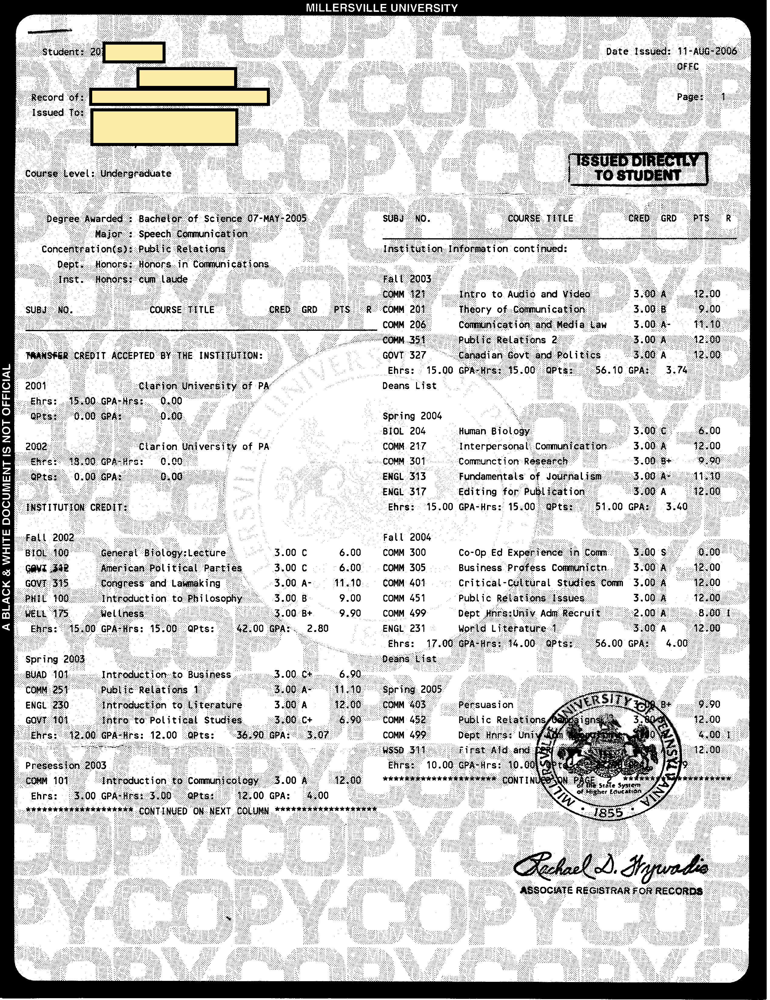 MILLERSVILLE UNIVERSITY
A BLACK & WHITE DOCUMENT IS NOT OFFICIAL
Student: 20
Date Issued: 11-AUG-2006
OFFC
Record of:
Page: 1
Issued To:
ISSUED DIRECTLY
TO STUDENT
Course Level: Undergraduate
Degree Awarded : Bachelor of Science 07-MAY-2005
Major : Speech Communication
Concentration(s): Public Relations
Dept. Honors: Honors in Communications
Inst. Honors: cum laude
SUBJ NO. COURSE TITLE CRED GRD PTS R
TRANSFER CREDIT ACCEPTED BY THE INSTITUTION:
2001 Clarion University of PA
Ehrs: 15.00 GPA-Hrs: 0.00
QPts: 0.00 GPA: 0.00
2002 Clarion University of PA
Ehrs: 18.00 GPA-Hrs: 0.00
QPts: 0.00 GPA: 0.00
INSTITUTION CREDIT:
Fall 2002
BIOL 100 General Biology:Lecture 3.00 C 6.00
GOVT 312 American Political Parties 3.00 C 6.00
GOVT 315 Congress and Lawmaking 3.00 A- 11.10
PHIL 100 Introduction to Philosophy 3.00 B 9.00
WELL 175 Wellness 3.00 B+ 9.90
Ehrs: 15.00 GPA-Hrs: 15.00 QPts: 42.00 GPA: 2.80
Spring 2003
BUAD 101 Introduction to Business 3.00 C+ 6.90
COMM 251 Public Relations 1 3.00 A- 11.10
ENGL 230 Introduction to Literature 3.00 A 12.00
GOVT 101 Intro to Political Studies 3.00 C+ 6.90
Ehrs: 12.00 GPA-Hrs: 12.00 QPts: 36.90 GPA: 3.07
Presession 2003
COMM 101 Introduction to Communicology 3.00 A 12.00
Ehrs: 3.00 GPA-Hrs: 3.00 QPts: 12.00 GPA: 4.00
******************** CONTINUED ON NEXT COLUMN *******************
SUBJ NO. COURSE TITLE CRED GRD PTS R
Institution Information continued:
Fall 2003
COMM 121 Intro to Audio and Video 3.00 A 12.00
COMM 201 Theory of Communication 3.00 B 9.00
COMM 206 Communication and Media Law 3.00 A- 11.10
COMM 351 Public Relations 2 3.00 A 12.00
GOVT 327 Canadian Govt and Politics 3.00 A 12.00
Ehrs: 15.00 GPA-Hrs: 15.00 QPts: 56.10 GPA: 3.74
Deans List
Spring 2004
BIOL 204 Human Biology 3.00 C 6.00
COMM 217 Interpersonal Communication 3.00 A 12.00
COMM 301 Communction Research 3.00 B+ 9.90
ENGL 313 Fundamentals of Journalism 3.00 A- 11.10
ENGL 317 Editing for Publication 3.00 A 12.00
Ehrs: 15.00 GPA-Hrs: 15.00 QPts: 51.00 GPA: 3.40
Fall 2004
COMM 300 Co-Op Ed Experience in Comm 3.00 S 0.00
COMM 305 Business Profess Communictn 3.00 A 12.00
COMM 401 Critical-Cultural Studies Comm 3.00 A 12.00
COMM 451 Public Relations Issues 3.00 A 12.00
COMM 499 Dept Hnrs:Univ Adm Recruit 2.00 A 8.00 I
ENGL 231 World Literature 1 3.00 A 12.00
Ehrs: 17.00 GPA-Hrs: 14.00 QPts: 56.00 GPA: 4.00
Deans List
Spring 2005
COMM 403 Persuasion 3.00 B+ 9.90
COMM 452 Public Relations Campaigns 3.00 12.00
COMM 499 Dept Hnrs: Univ Adm 4.00 I
WSSD 311 First Aid and 12.00
Ehrs: 10.00 GPA-Hrs: 10.00
********************* CONTINUED ON PAGE 2 ********************
MILLERSVILLE UNIVERSITY OF PENNSYLVANIA
of the State System
of Higher Education
1855
Rachael D. Hrywadis
ASSOCIATE REGISTRAR FOR RECORDS